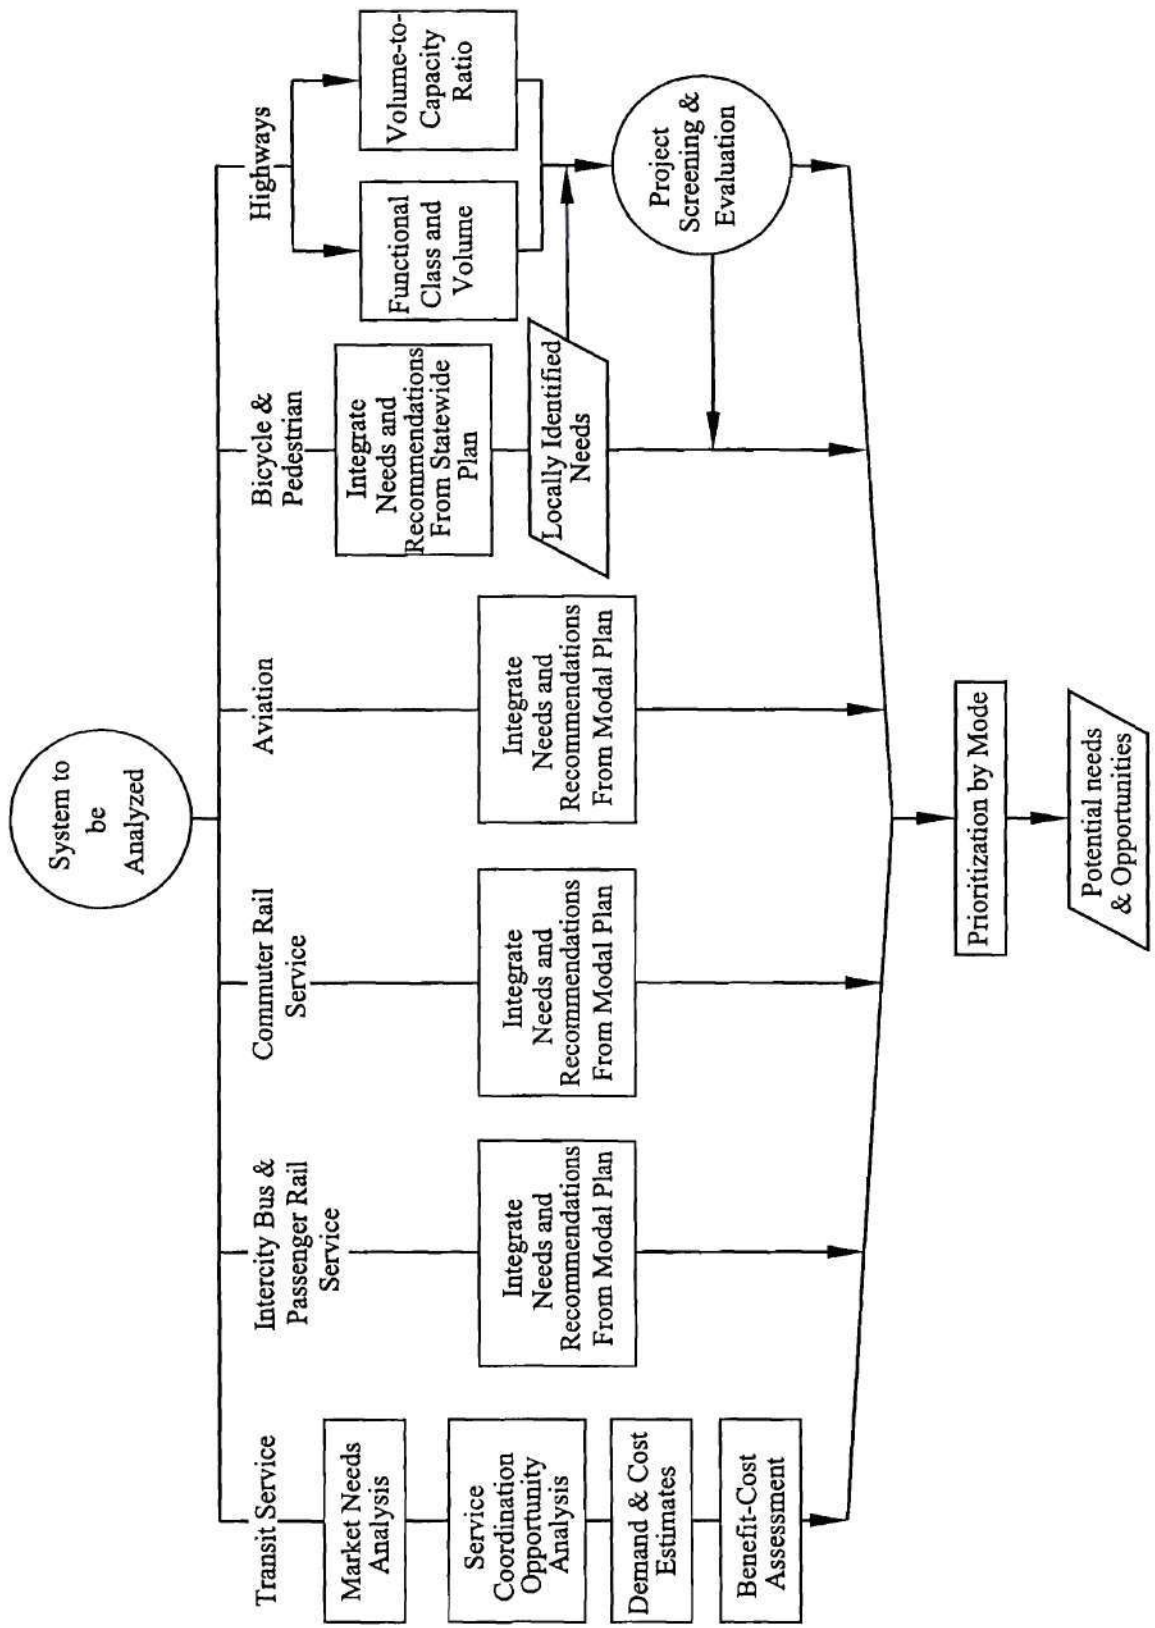 System to
be
Analyzed
Transit Service
Market Needs
Analysis
Service
Coordination
Opportunity
Analysis
Demand & Cost
Estimates
Benefit-Cost
Assessment
Intercity Bus &
Passenger Rail
Service
Integrate
Needs and
Recommendations
From Modal Plan
Commuter Rail
Service
Integrate
Needs and
Recommendations
From Modal Plan
Aviation
Integrate
Needs and
Recommendations
From Modal Plan
Bicycle &
Pedestrian
Integrate
Needs and
Recommendations
From Statewide
Plan
Locally Identified
Needs
Highways
Functional
Class and
Volume
Volume-to-
Capacity
Ratio
Project
Screening &
Evaluation
Prioritization by Mode
Potential needs
& Opportunities